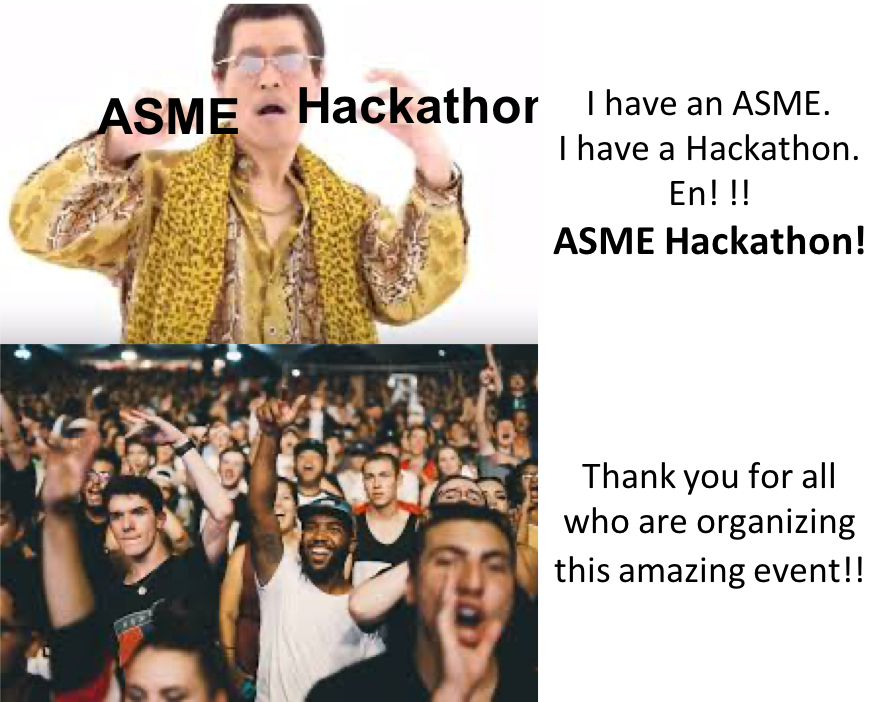 ASME
I have an ASME.
I have a Hackathon.
En! !!
ASME Hackathon!
Thank you for all
who are organizing
this amazing event!!